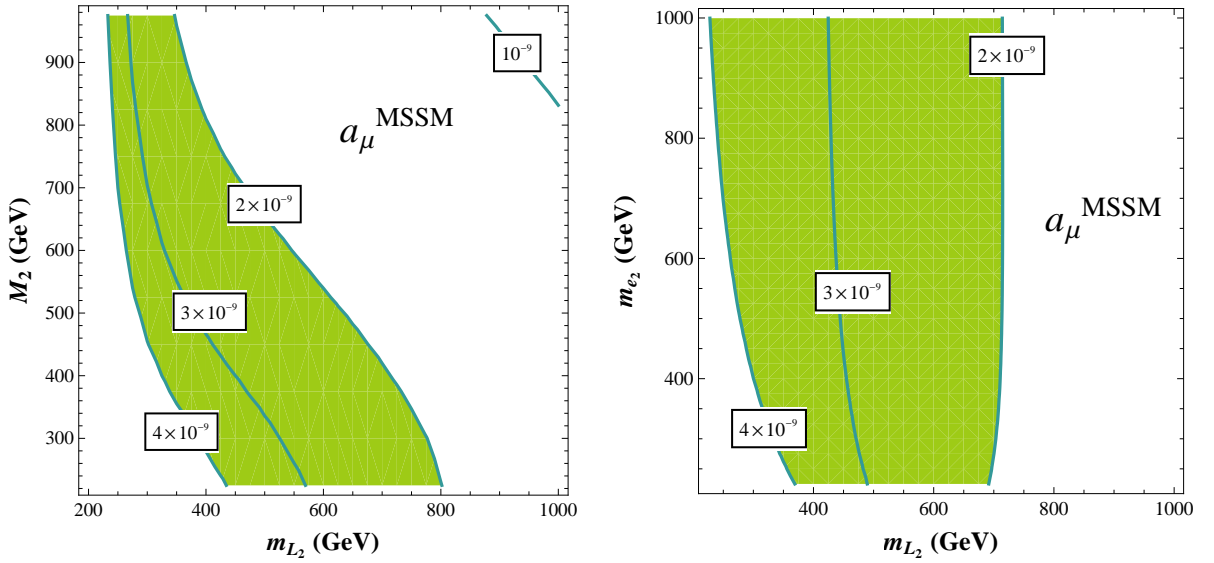 900
800
700
600
500
400
300
M₂ (GeV)
10⁻⁹
a_μ^MSSM
2×10⁻⁹
3×10⁻⁹
4×10⁻⁹
200 400 600 800 1000
m_L₂ (GeV)
1000
800
600
400
m_e₂ (GeV)
2×10⁻⁹
a_μ^MSSM
3×10⁻⁹
4×10⁻⁹
400 600 800 1000
m_L₂ (GeV)